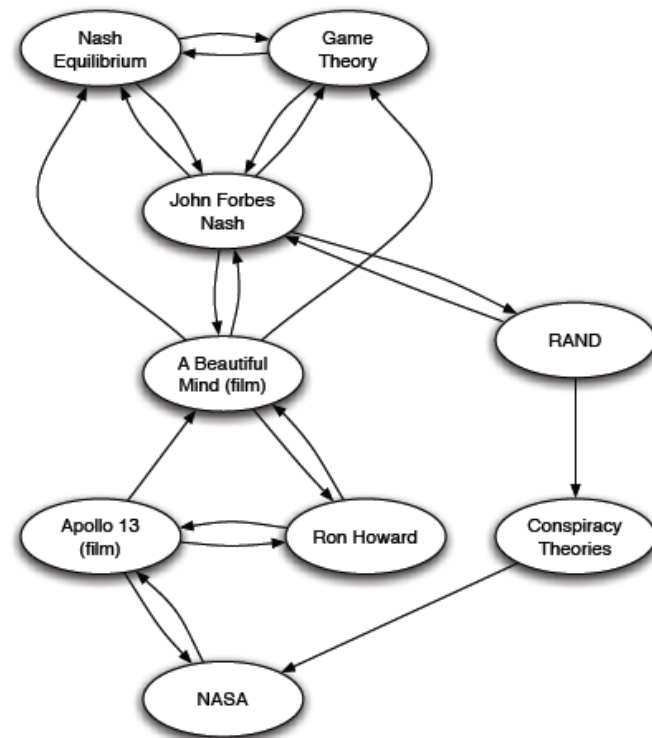 Nash
Equilibrium
Game
Theory
John Forbes
Nash
RAND
A Beautiful
Mind (film)
Apollo 13
(film)
Ron Howard
Conspiracy
Theories
NASA